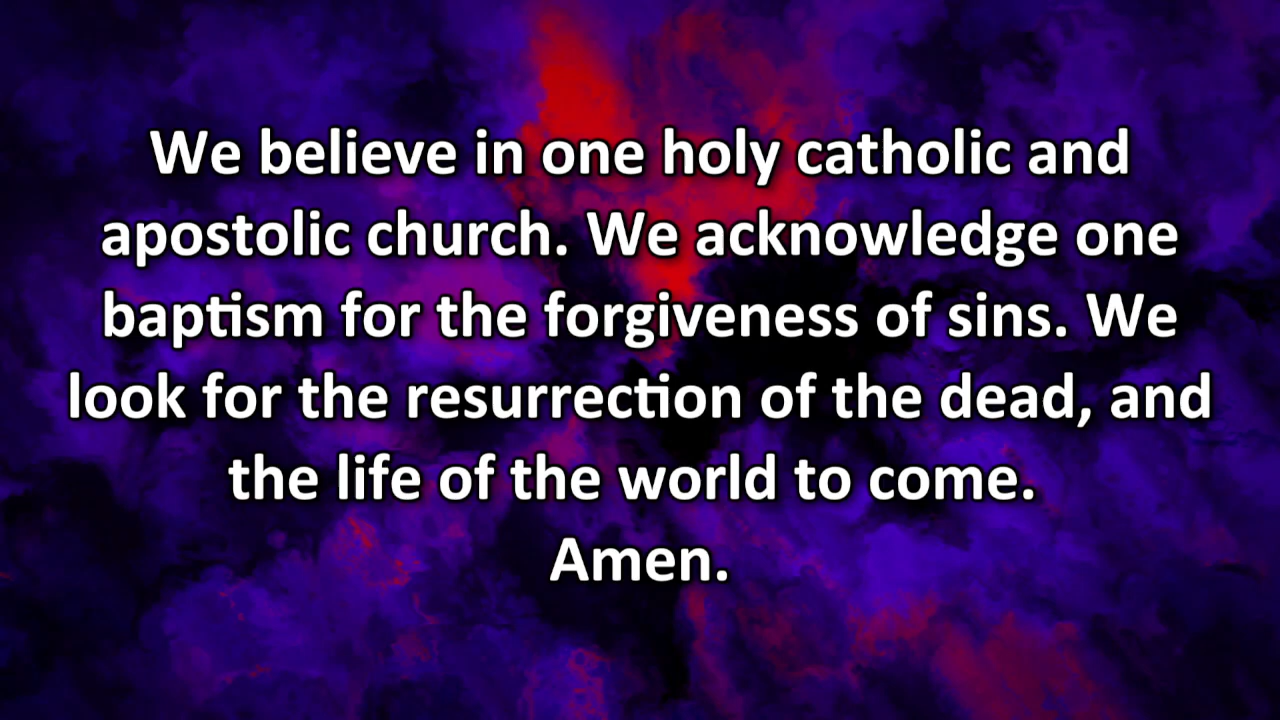 We believe in one holy catholic and
apostolic church. We acknowledge one
baptism for the forgiveness of sins. We
look for the resurrection of the dead, and
the life of the world to come.
Amen.